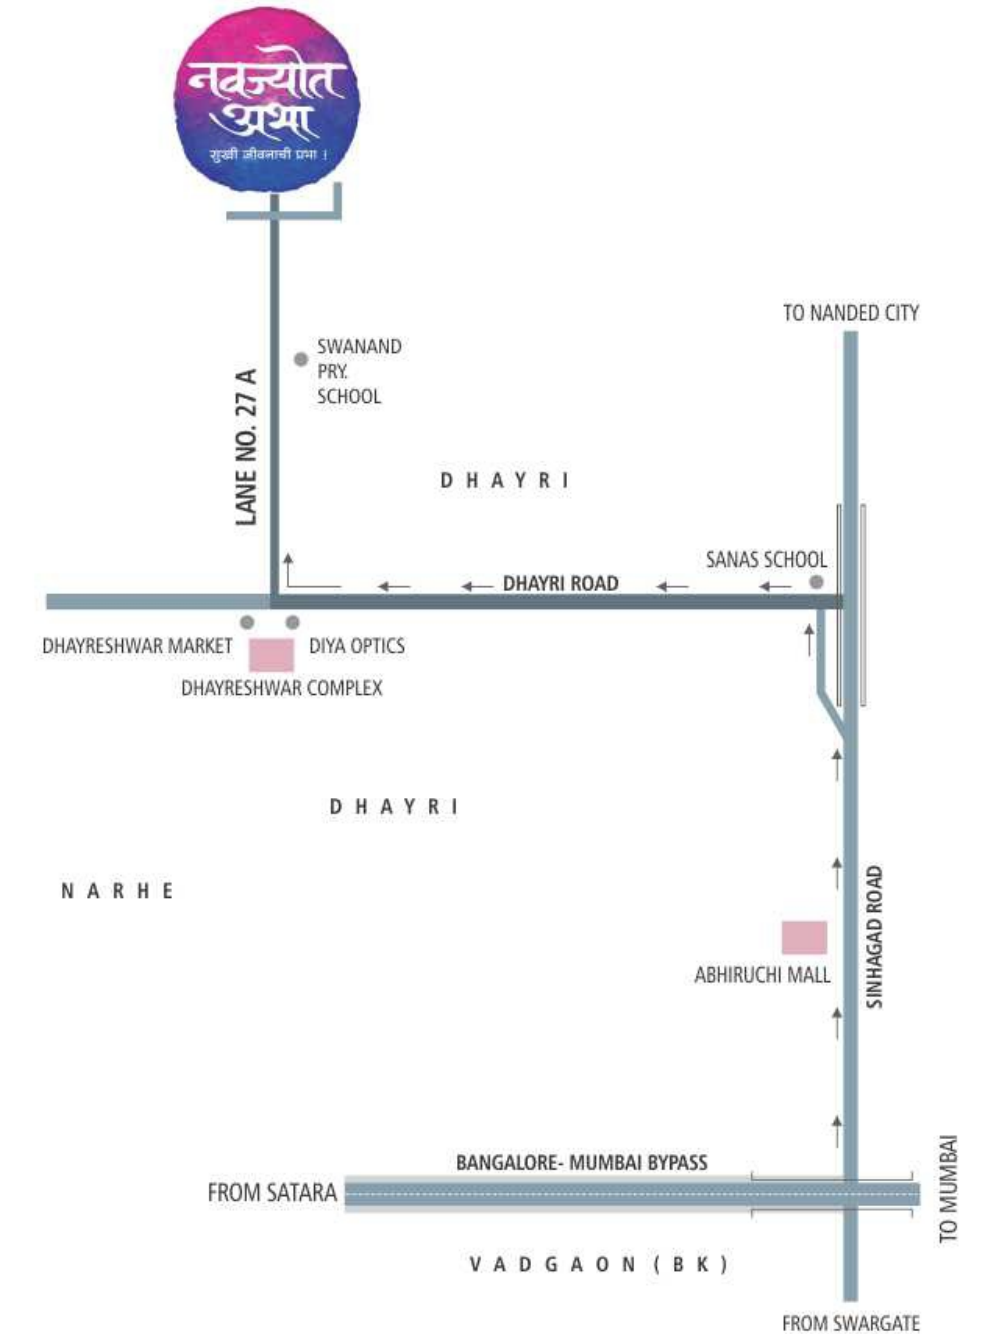 नवज्योत
अभा
सुखी जीवनाची प्रभा !
TO NANDED CITY
SWANAND
PRY.
SCHOOL
LANE NO. 27 A
DHAYRI
SANAS SCHOOL
DHAYRI ROAD
DHAYRESHWAR MARKET
DIYA OPTICS
DHAYRESHWAR COMPLEX
DHAYRI
NARHE
SINHAGAD ROAD
ABHIRUCHI MALL
BANGALORE- MUMBAI BYPASS
FROM SATARA
TO MUMBAI
VADGAON (BK)
FROM SWARGATE